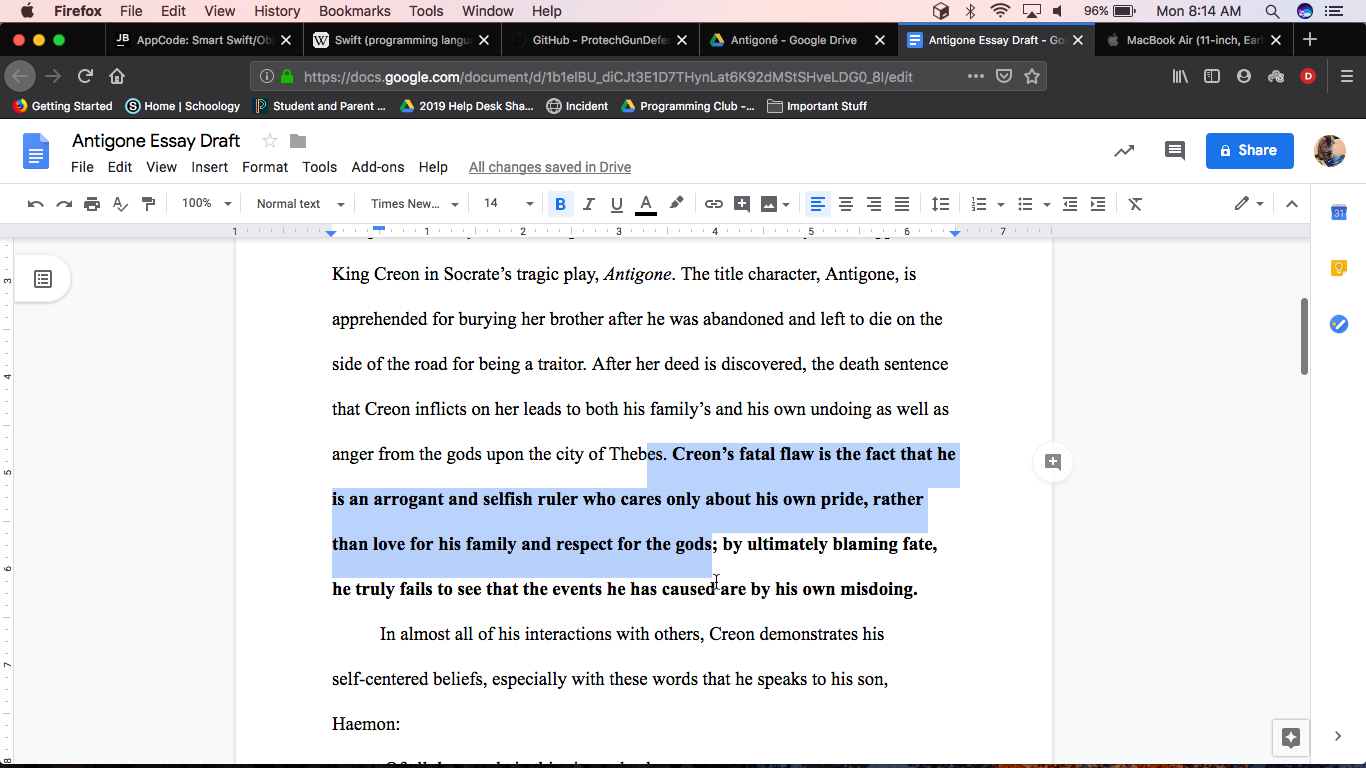 Firefox File Edit View History Bookmarks Tools Window Help 96% Mon 8:14 AM
AppCode: Smart Swift/Obj Swift (programming langu GitHub - ProtechGunDefe Antigoné - Google Drive Antigone Essay Draft - Go MacBook Air (11-inch, Ear
https://docs.google.com/document/d/1b1elBU_diCJt3E1D7THynLat6K92dMStSHveLDG0_8I/edit
Getting Started Home | Schoology Student and Parent ... 2019 Help Desk Sha... Incident Programming Club -... Important Stuff
Antigone Essay Draft
File Edit View Insert Format Tools Add-ons Help All changes saved in Drive
Share
100% Normal text Times New... 14 B I U A
1 1 2 3 4 5 6 7
King Creon in Socrate’s tragic play, Antigone. The title character, Antigone, is
apprehended for burying her brother after he was abandoned and left to die on the
side of the road for being a traitor. After her deed is discovered, the death sentence
that Creon inflicts on her leads to both his family’s and his own undoing as well as
anger from the gods upon the city of Thebes. Creon’s fatal flaw is the fact that he
is an arrogant and selfish ruler who cares only about his own pride, rather
than love for his family and respect for the gods; by ultimately blaming fate,
he truly fails to see that the events he has caused are by his own misdoing.
In almost all of his interactions with others, Creon demonstrates his
self-centered beliefs, especially with these words that he speaks to his son,
Haemon: